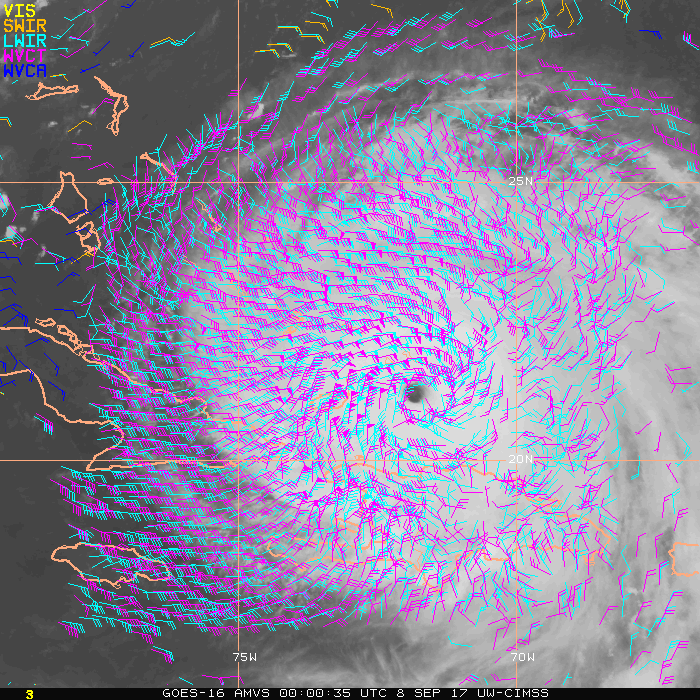 VIS
SWIR
LWIR
WVCT
WVCA
25N
20N
75W
70W
3 GOES-16 AMVS 00:00:35 UTC 8 SEP 17 UW-CIMSS